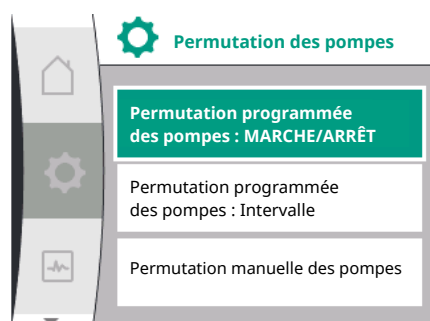 Permutation des pompes
Permutation programmée
des pompes : MARCHE/ARRÊT
Permutation programmée
des pompes : Intervalle
Permutation manuelle des pompes